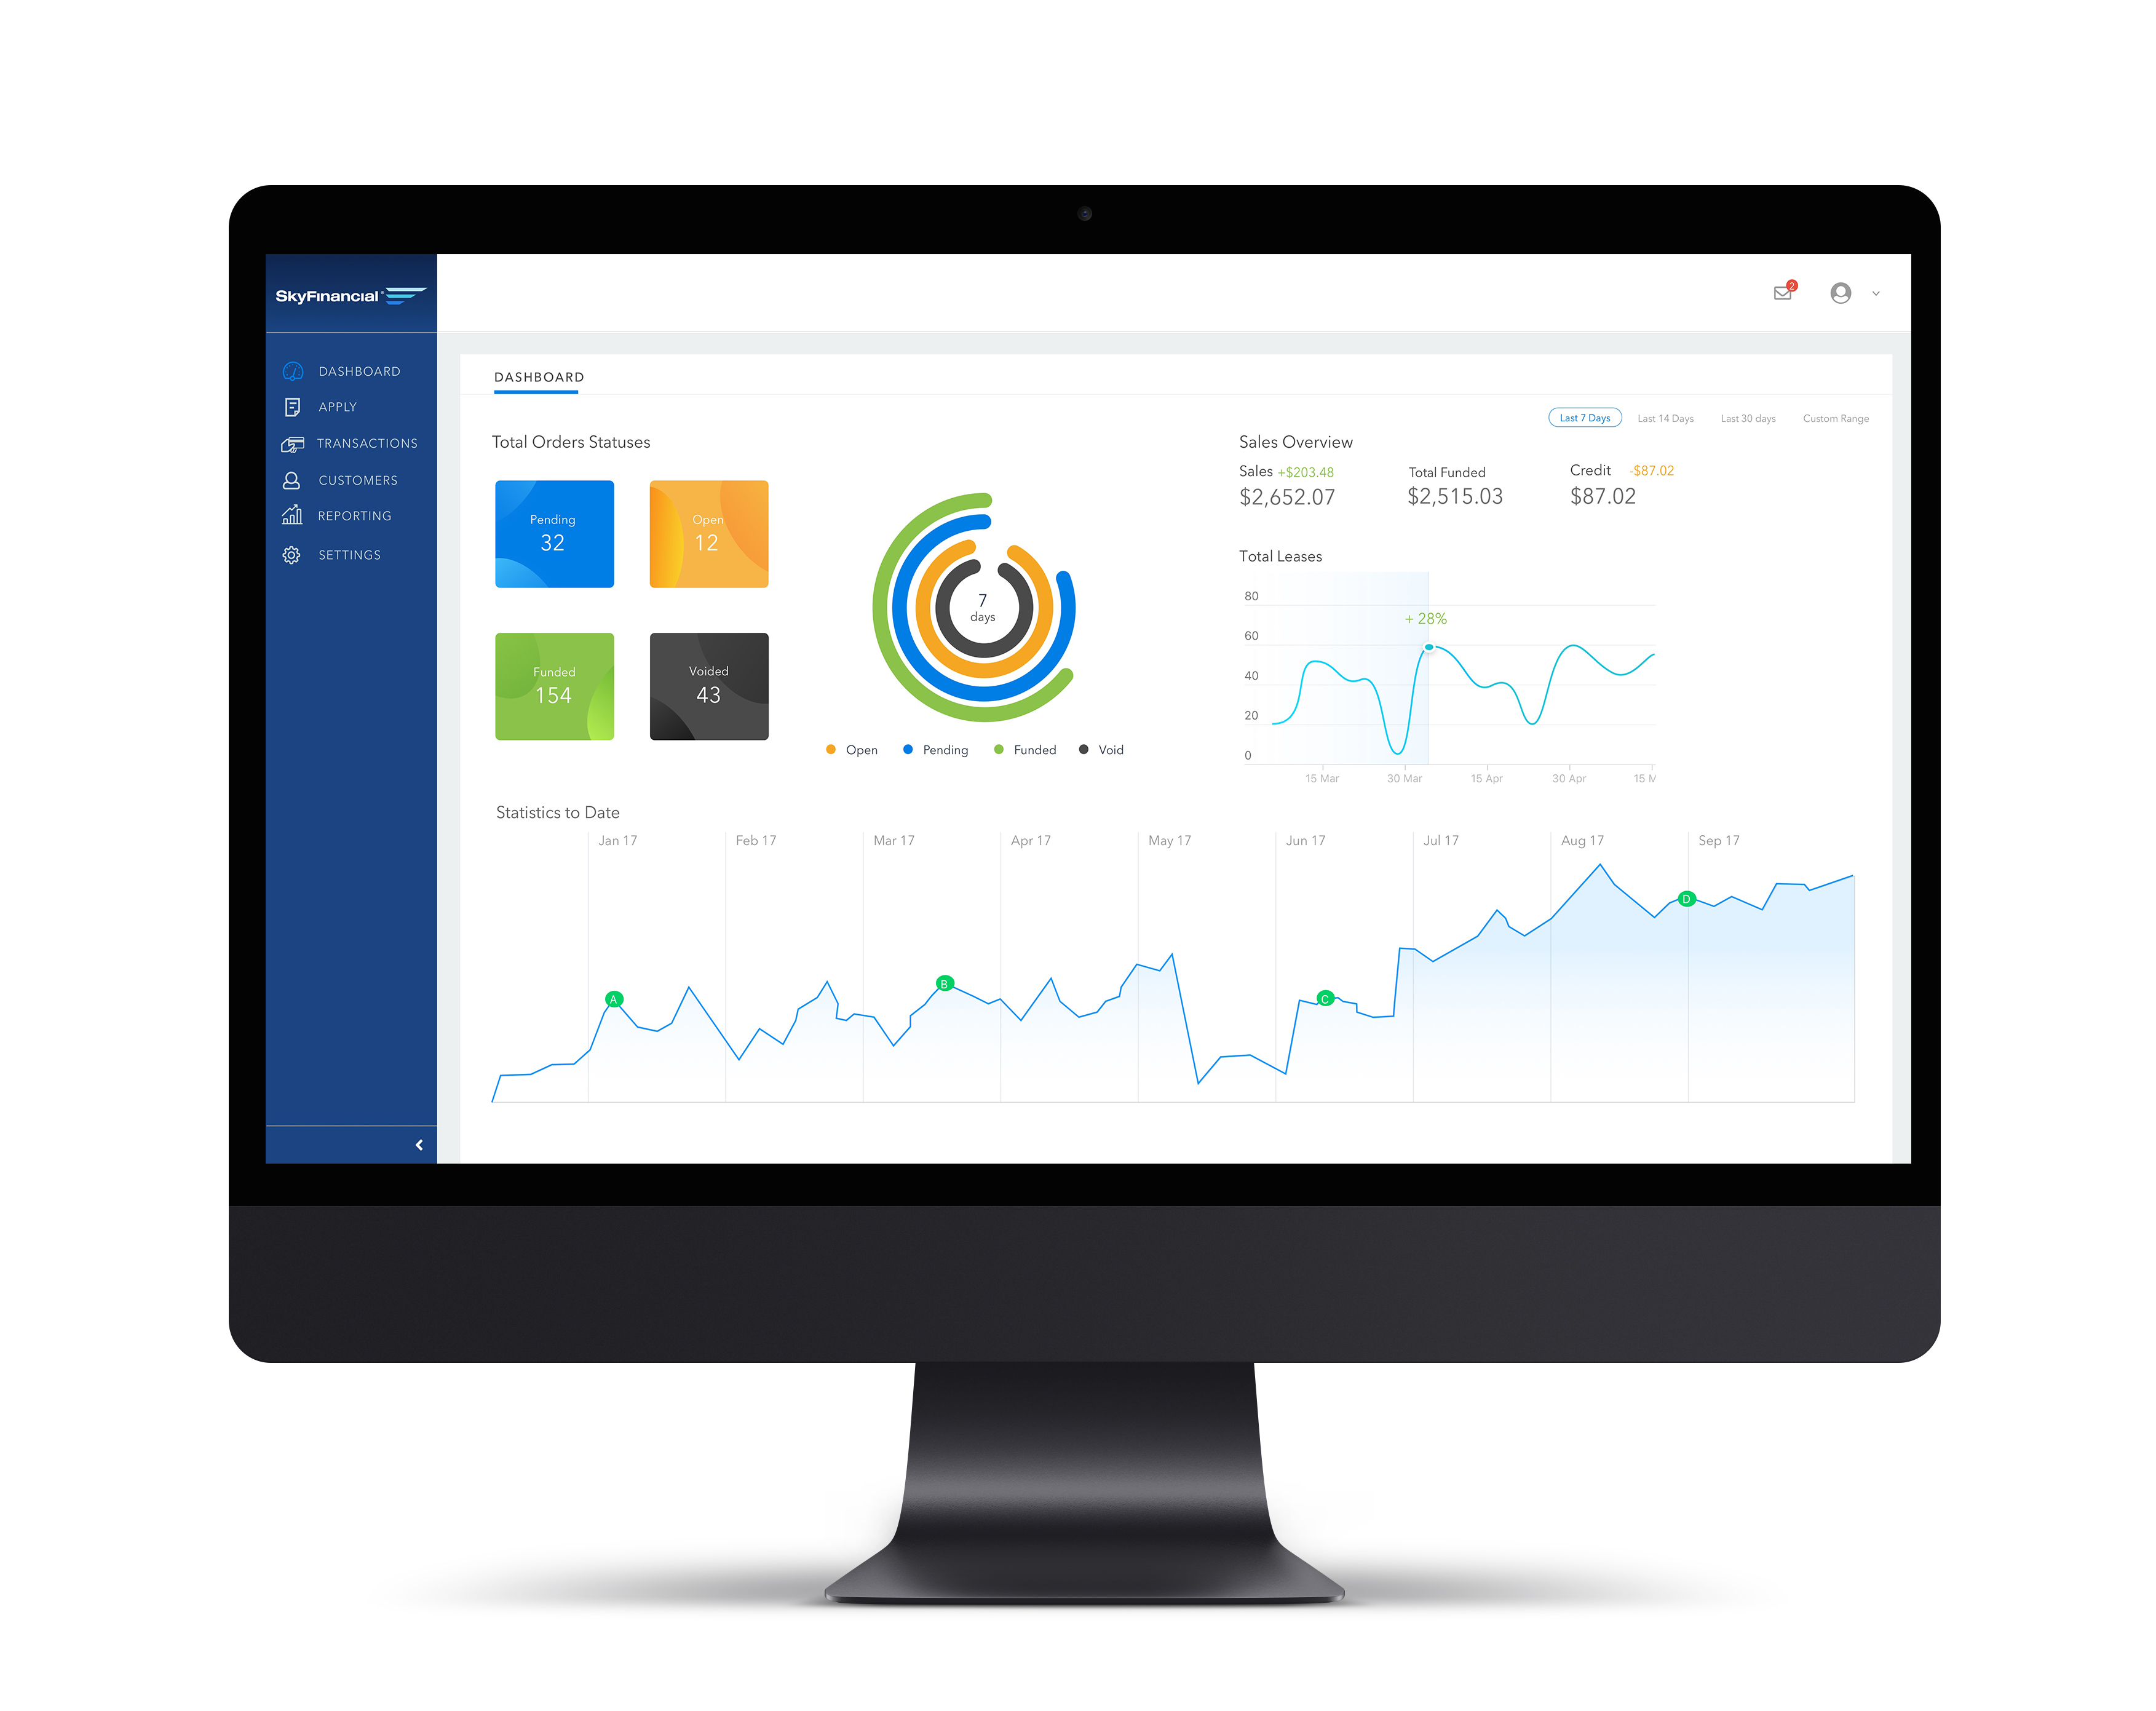 SkyFinancial
2
DASHBOARD
APPLY
TRANSACTIONS
CUSTOMERS
REPORTING
SETTINGS
DASHBOARD
Last 7 Days Last 14 Days Last 30 days Custom Range
Total Orders Statuses
Pending
32
Open
12
Funded
154
Voided
43
7
days
Open Pending Funded Void
Sales Overview
Sales +$203.48
$2,652.07
Total Funded
$2,515.03
Credit -$87.02
$87.02
Total Leases
80
60
40
20
0
+ 28%
15 Mar 30 Mar 15 Apr 30 Apr 15 M
Statistics to Date
Jan 17 Feb 17 Mar 17 Apr 17 May 17 Jun 17 Jul 17 Aug 17 Sep 17
A
B
C
D